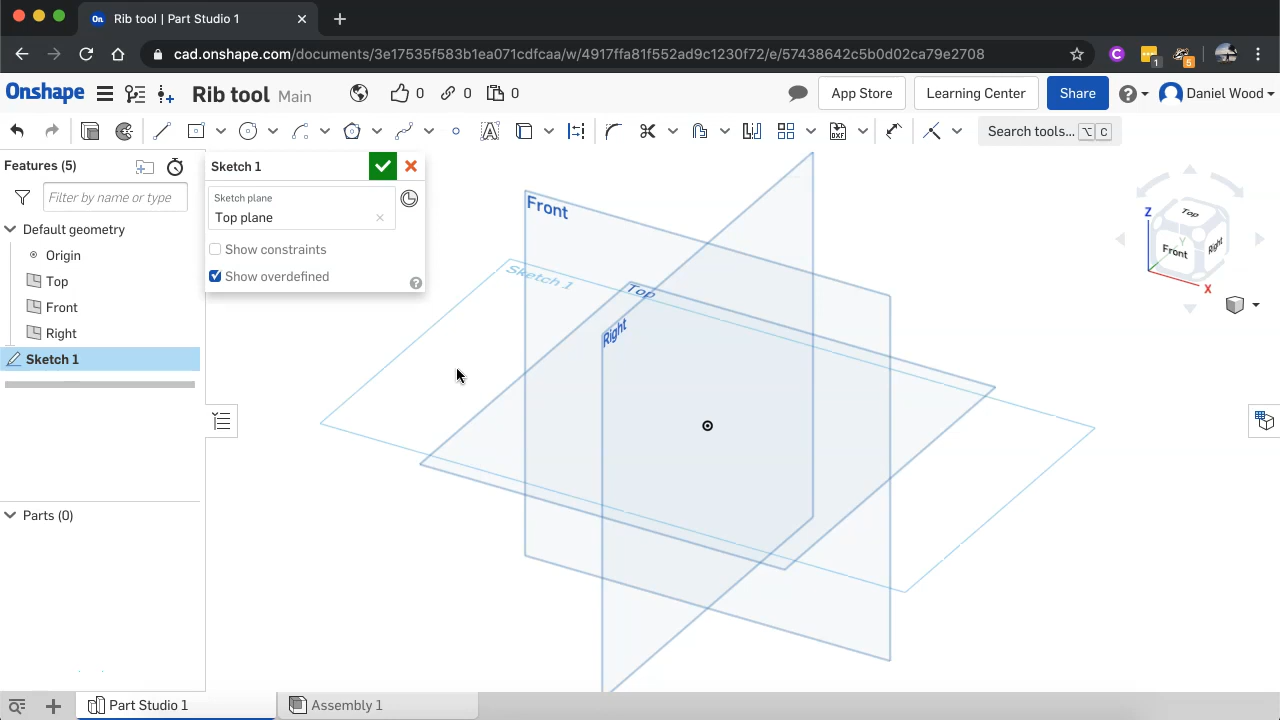 Rib tool | Part Studio 1
cad.onshape.com/documents/3e17535f583b1ea071cdfcaa/w/4917ffa81f552ad9c1230f72/e/57438642c5b0d02ca79e2708
C
1
5
Onshape
Rib tool Main
0
0
0
App Store
Learning Center
Share
Daniel Wood
Search tools... ⌥ C
Features (5)
Filter by name or type
Default geometry
Origin
Top
Front
Right
Sketch 1
Parts (0)
Sketch 1
Sketch plane
Top plane
Show constraints
Show overdefined
Front
Sketch 1
Top
Right
Z
Top
Y
Front
Right
X
Part Studio 1
Assembly 1